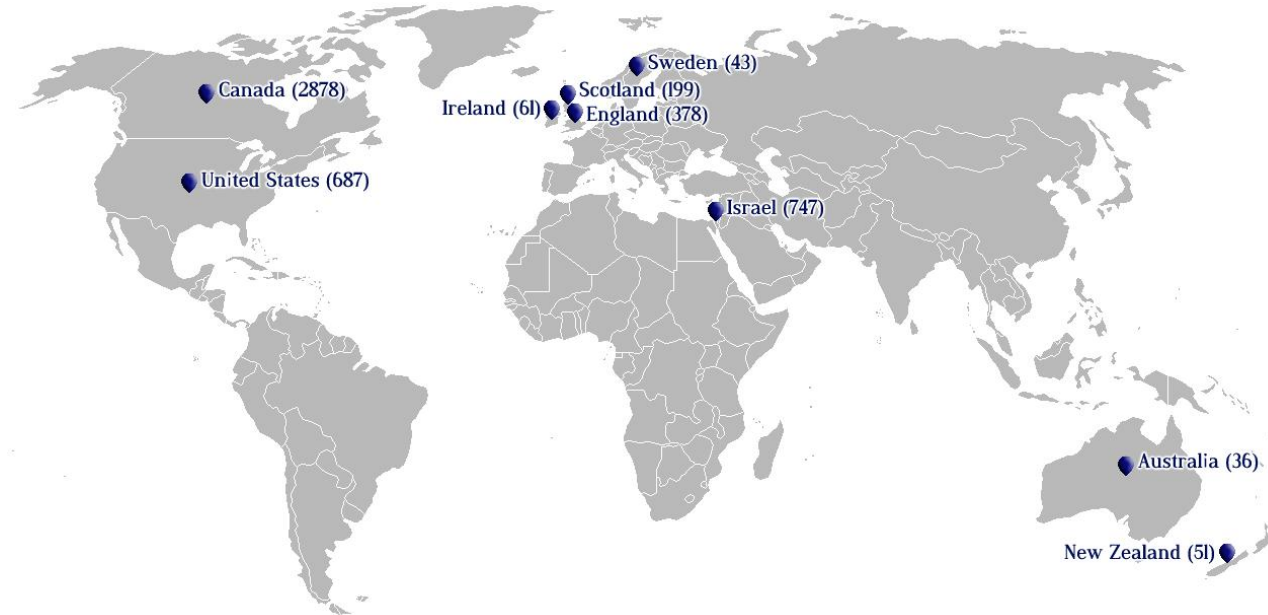 Sweden (43)
Canada (2878)
Scotland (199)
Ireland (61)
England (378)
United States (687)
Israel (747)
Australia (36)
New Zealand (51)